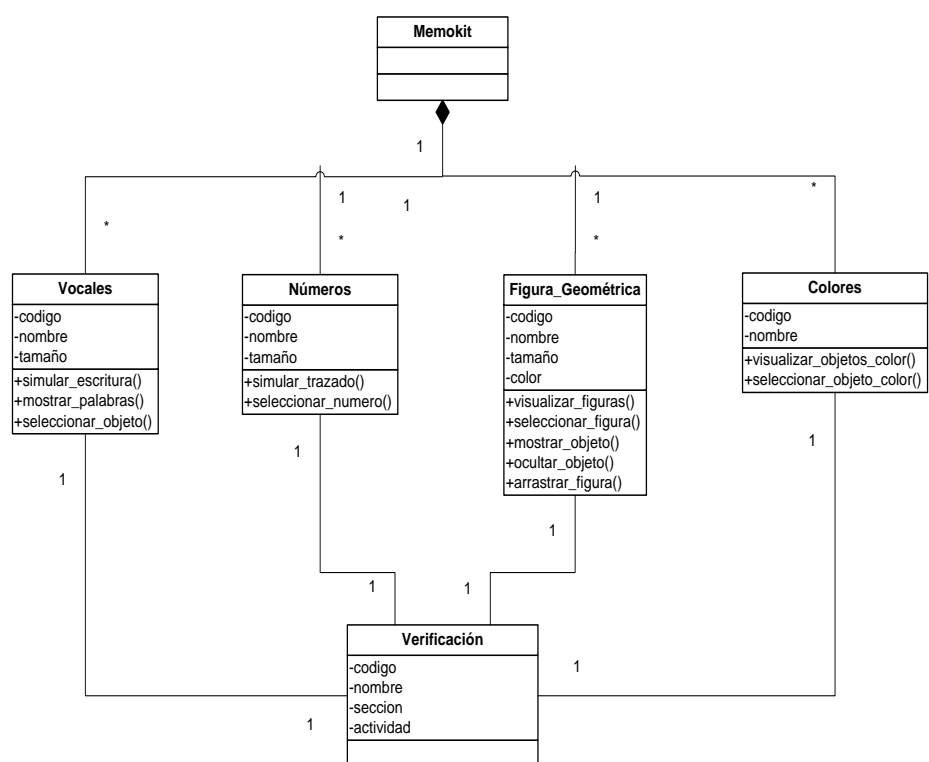 Memokit
1
1
1
1
*
*
*
*
Vocales
-codigo
-nombre
-tamaño
+simular_escritura()
+mostrar_palabras()
+seleccionar_objeto()
Números
-codigo
-nombre
-tamaño
+simular_trazado()
+seleccionar_numero()
Figura_Geométrica
-codigo
-nombre
-tamaño
-color
+visualizar_figuras()
+seleccionar_figura()
+mostrar_objeto()
+ocultar_objeto()
+arrastrar_figura()
Colores
-codigo
-nombre
+visualizar_objetos_color()
+seleccionar_objeto_color()
1
1
1
1
1
1
1
1
Verificación
-codigo
-nombre
-seccion
-actividad